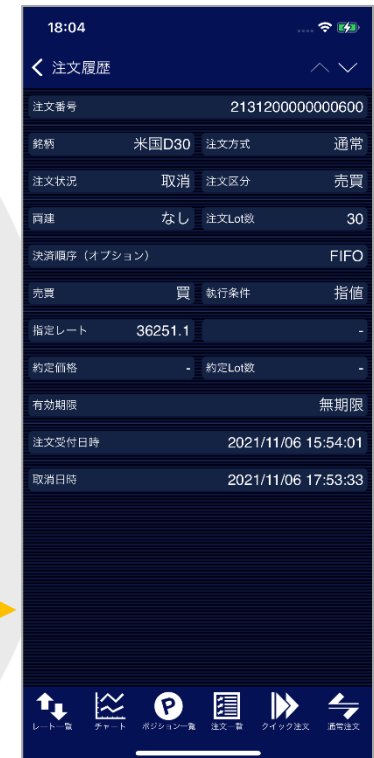 18:04
注文履歴
注文番号 2131200000000600
銘柄 米国D30 注文方式 通常
注文状況 取消 注文区分 売買
両建 なし 注文Lot数 30
決済順序（オプション） FIFO
売買 買 執行条件 指値
指定レート 36251.1 -
約定価格 - 約定Lot数 -
有効期限 無期限
注文受付日時 2021/11/06 15:54:01
取消日時 2021/11/06 17:53:33
レート一覧 チャート ポジション一覧 注文一覧 クイック注文 通常注文